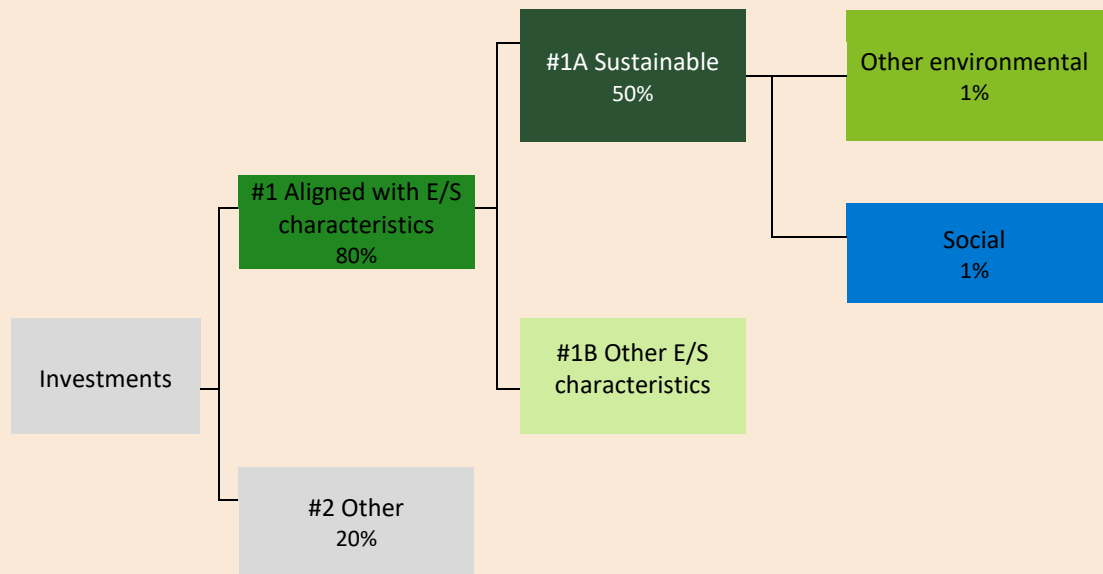 #1A Sustainable
50%
Other environmental
1%
#1 Aligned with E/S
characteristics
80%
Social
1%
Investments
#1B Other E/S
characteristics
#2 Other
20%